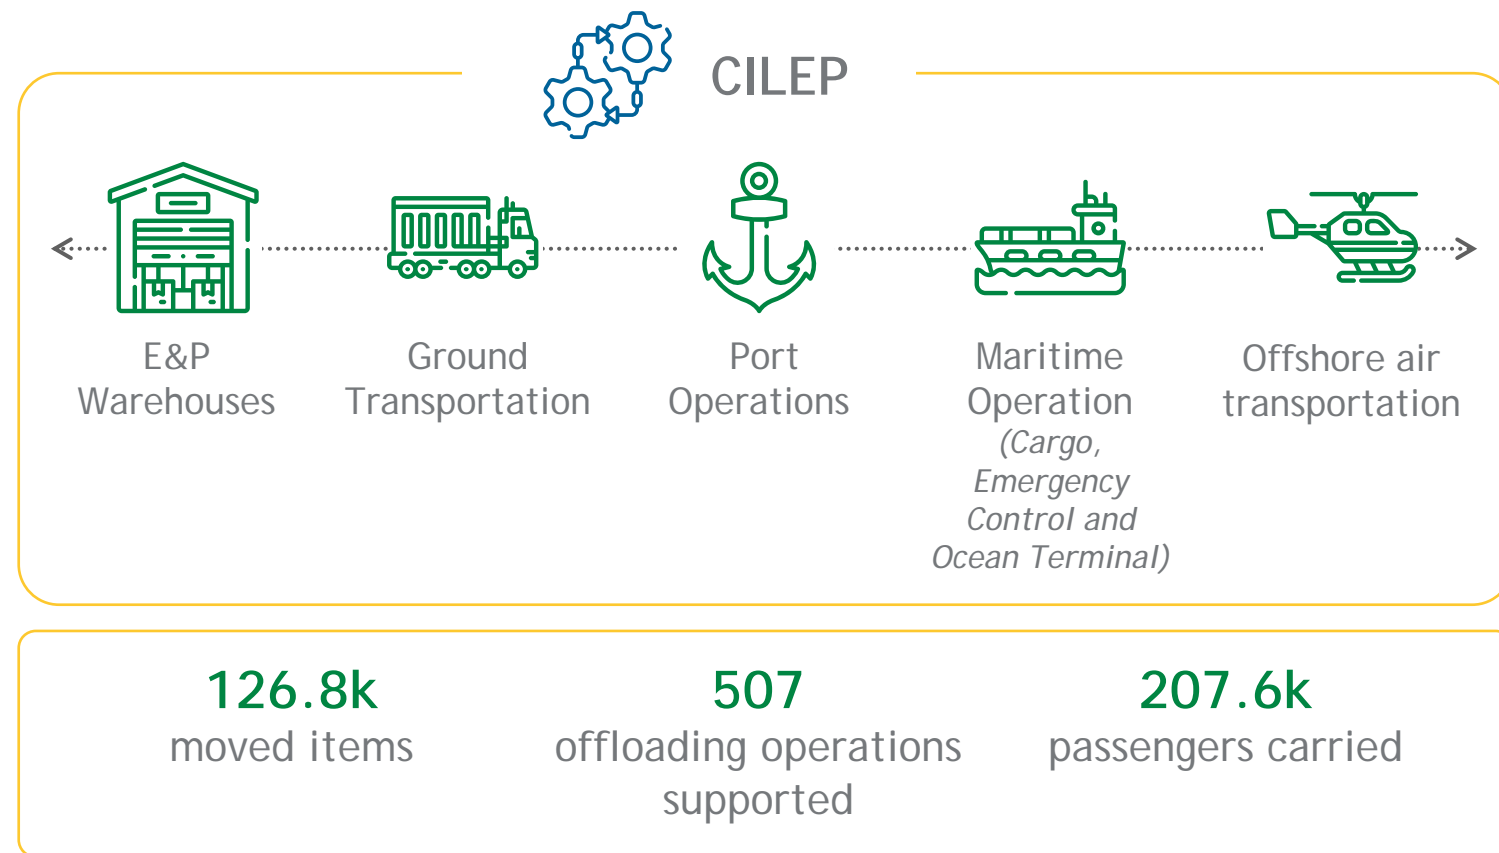 CILEP
E&P
Warehouses
Ground
Transportation
Port
Operations
Maritime
Operation
(Cargo,
Emergency
Control and
Ocean Terminal)
Offshore air
transportation
126.8k
moved items
507
offloading operations
supported
207.6k
passengers carried